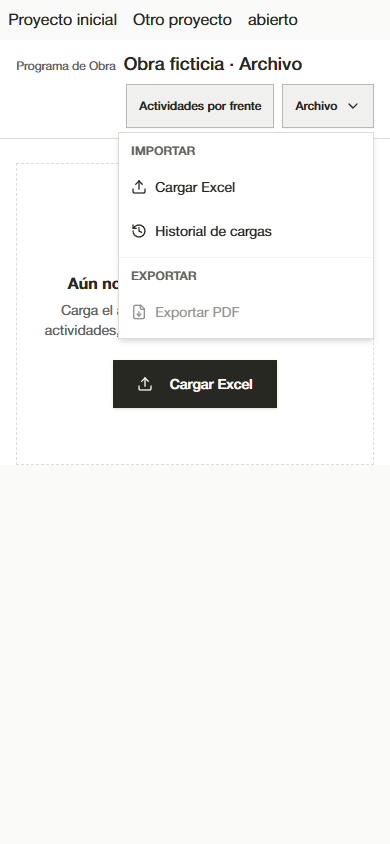 Proyecto inicial Otro proyecto abierto
Programa de Obra Obra ficticia · Archivo
Actividades por frente Archivo
IMPORTAR
Cargar Excel
Historial de cargas
EXPORTAR
Exportar PDF
Aún no
Carga el
actividades,
Cargar Excel